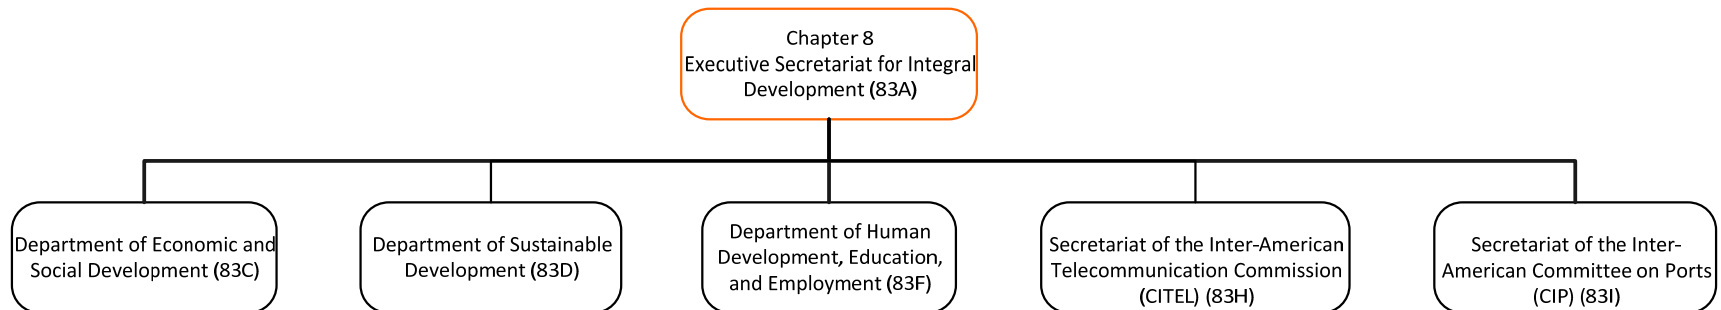 Chapter 8
Executive Secretariat for Integral
Development (83A)
Department of Economic and
Social Development (83C)
Department of Sustainable
Development (83D)
Department of Human
Development, Education,
and Employment (83F)
Secretariat of the Inter-American
Telecommunication Commission
(CITEL) (83H)
Secretariat of the Inter-
American Committee on Ports
(CIP) (83I)